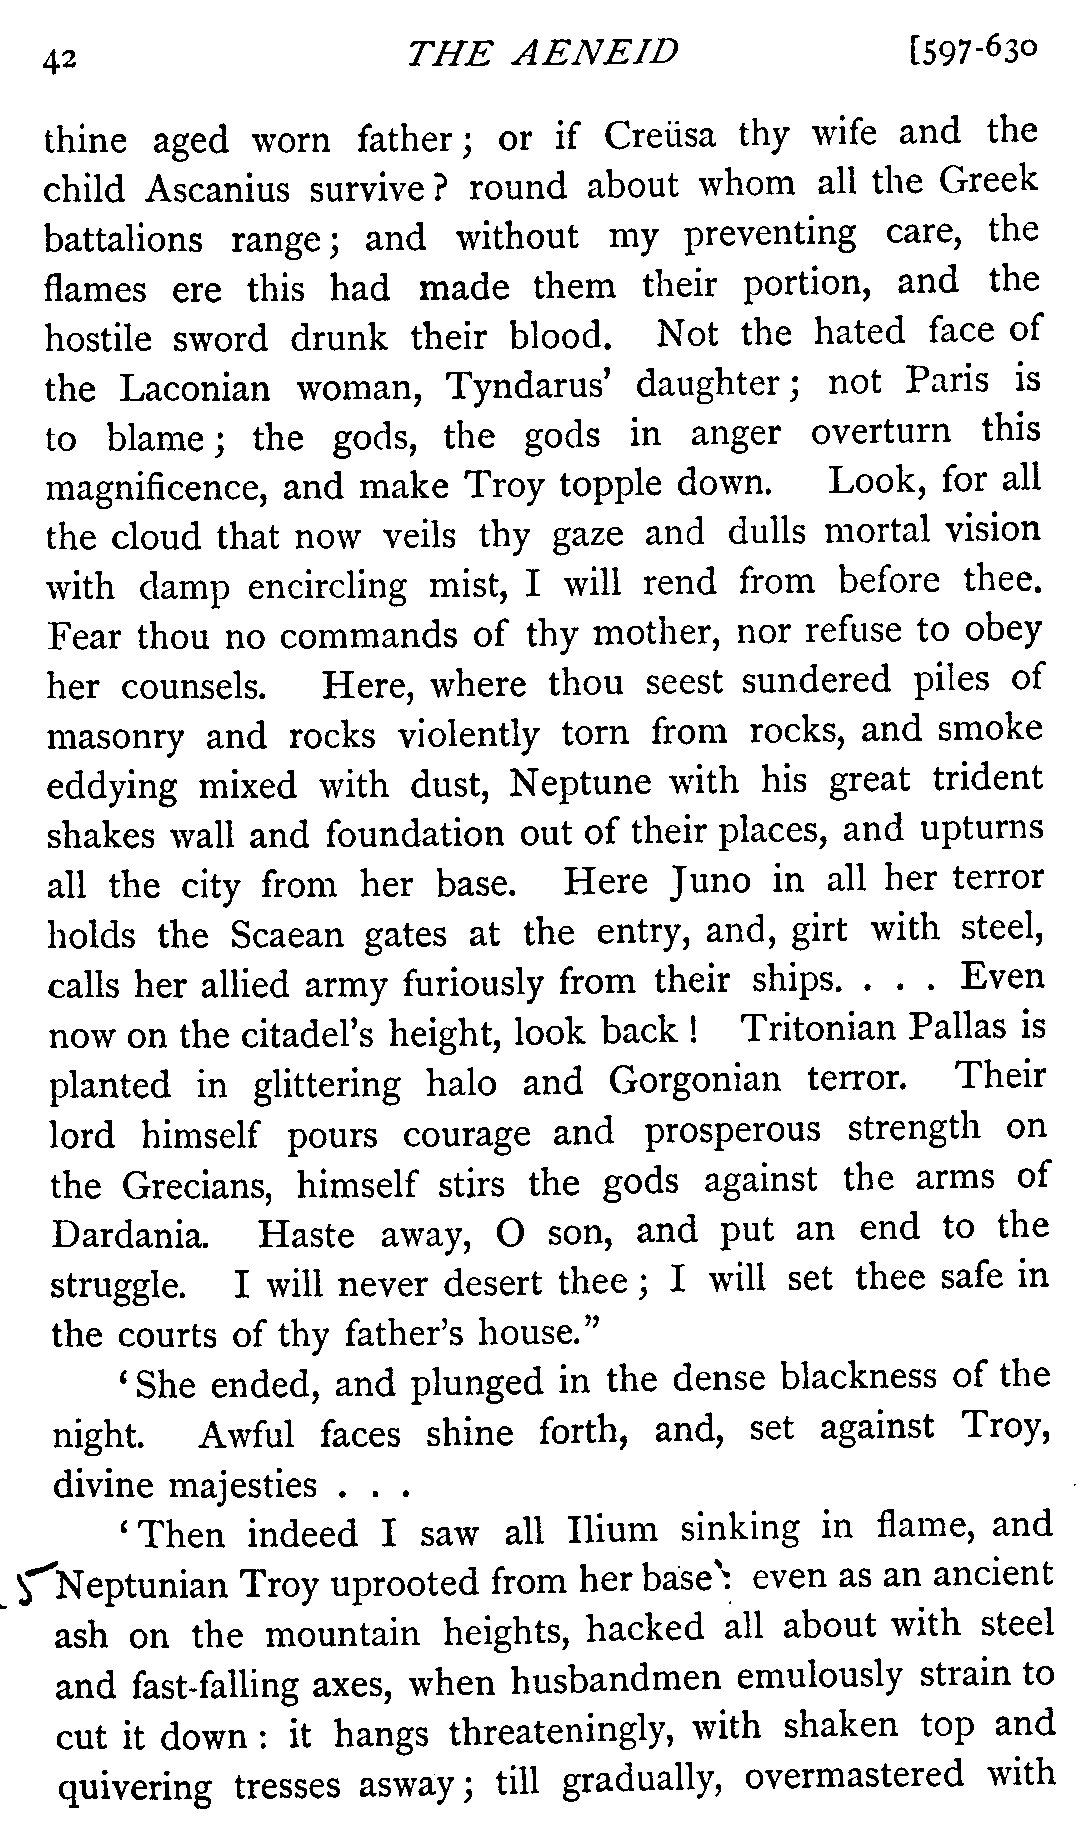 42 THE AENEID [597-630
thine aged worn father; or if Creüsa thy wife and the
child Ascanius survive? round about whom all the Greek
battalions range; and without my preventing care, the
flames ere this had made them their portion, and the
hostile sword drunk their blood. Not the hated face of
the Laconian woman, Tyndarus' daughter; not Paris is
to blame; the gods, the gods in anger overturn this
magnificence, and make Troy topple down. Look, for all
the cloud that now veils thy gaze and dulls mortal vision
with damp encircling mist, I will rend from before thee.
Fear thou no commands of thy mother, nor refuse to obey
her counsels. Here, where thou seest sundered piles of
masonry and rocks violently torn from rocks, and smoke
eddying mixed with dust, Neptune with his great trident
shakes wall and foundation out of their places, and upturns
all the city from her base. Here Juno in all her terror
holds the Scaean gates at the entry, and, girt with steel,
calls her allied army furiously from their ships. . . . Even
now on the citadel's height, look back! Tritonian Pallas is
planted in glittering halo and Gorgonian terror. Their
lord himself pours courage and prosperous strength on
the Grecians, himself stirs the gods against the arms of
Dardania. Haste away, O son, and put an end to the
struggle. I will never desert thee; I will set thee safe in
the courts of thy father's house."
'She ended, and plunged in the dense blackness of the
night. Awful faces shine forth, and, set against Troy,
divine majesties . . .
'Then indeed I saw all Ilium sinking in flame, and
Neptunian Troy uprooted from her base: even as an ancient
ash on the mountain heights, hacked all about with steel
and fast-falling axes, when husbandmen emulously strain to
cut it down: it hangs threateningly, with shaken top and
quivering tresses asway; till gradually, overmastered with